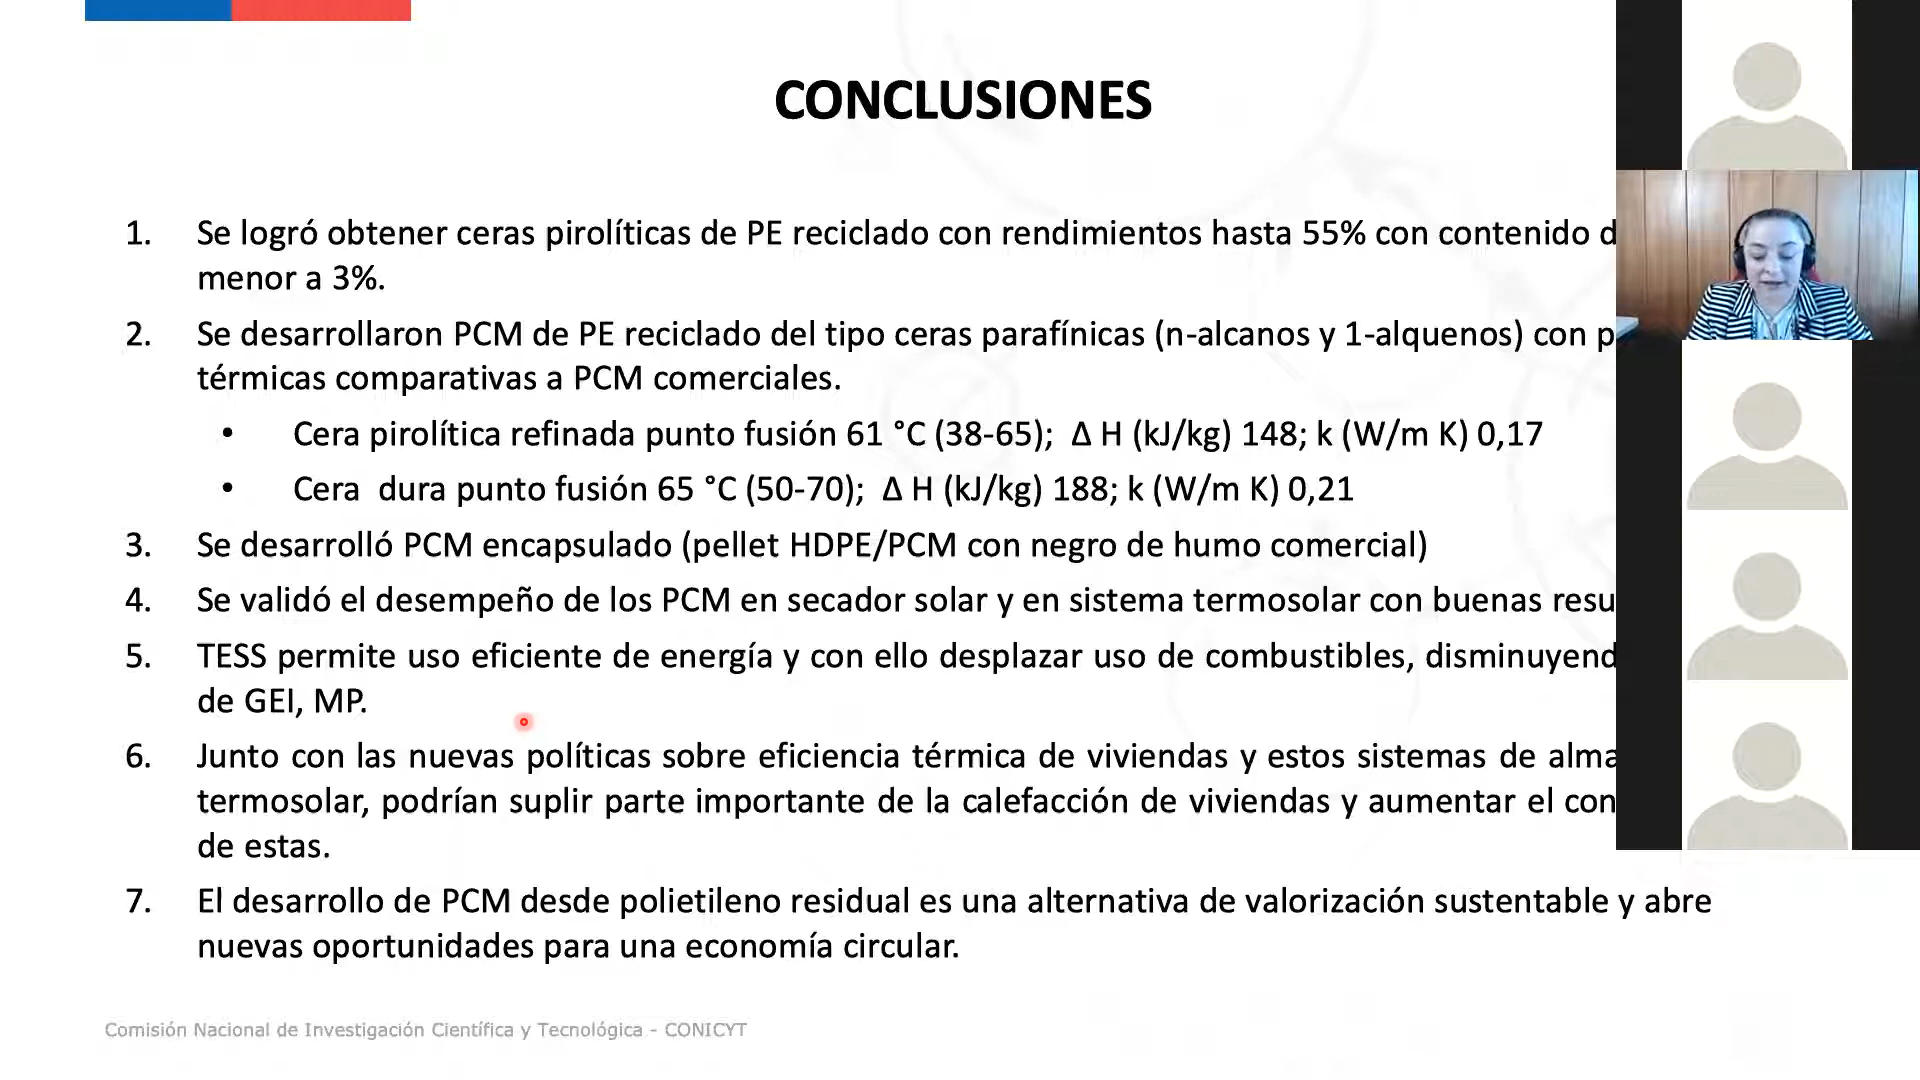 CONCLUSIONES
1. Se logró obtener ceras pirolíticas de PE reciclado con rendimientos hasta 55% con contenido
menor a 3%.
2. Se desarrollaron PCM de PE reciclado del tipo ceras parafínicas (n-alcanos y 1-alquenos) con
térmicas comparativas a PCM comerciales.
• Cera pirolítica refinada punto fusión 61 °C (38-65); Δ H (kJ/kg) 148; k (W/m K) 0,17
• Cera dura punto fusión 65 °C (50-70); Δ H (kJ/kg) 188; k (W/m K) 0,21
3. Se desarrolló PCM encapsulado (pellet HDPE/PCM con negro de humo comercial)
4. Se validó el desempeño de los PCM en secador solar y en sistema termosolar con buenas
5. TESS permite uso eficiente de energía y con ello desplazar uso de combustibles,
de GEI, MP.
6. Junto con las nuevas políticas sobre eficiencia térmica de viviendas y estos sistemas de
termosolar, podrían suplir parte importante de la calefacción de viviendas y aumentar el
de estas.
7. El desarrollo de PCM desde polietileno residual es una alternativa de valorización sustentable y abre
nuevas oportunidades para una economía circular.
Comisión Nacional de Investigación Científica y Tecnológica - CONICYT